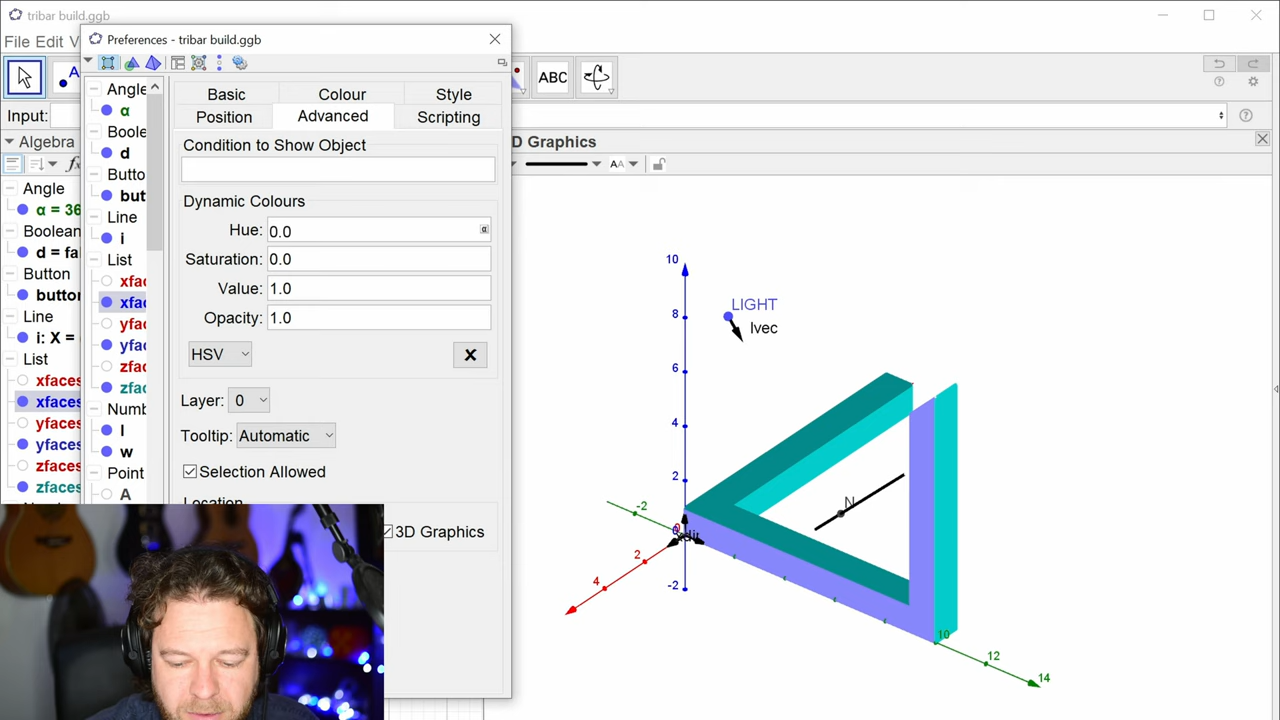 tribar build.ggb
File Edit V
Preferences - tribar build.ggb
A
ABC
Input:
Algebra
3D Graphics
AA
Angle
α = 36
Boolean
d = fal
Button
button
Line
i: X =
List
xfaces
xfaces
yfaces
yfaces
zfaces
zfaces
Angle
α
Boole
d
Butto
but
Line
i
List
xfac
xfac
yfac
yfac
zfac
zfac
Numb
l
w
Point
A
Basic
Colour
Style
Position
Advanced
Scripting
Condition to Show Object
Dynamic Colours
Hue: 0.0
α
Saturation: 0.0
Value: 1.0
Opacity: 1.0
HSV
Layer: 0
Tooltip: Automatic
Selection Allowed
Location
3D Graphics
10
8
6
4
2
0
-2
-2
2
4
10
12
14
LIGHT
lvec
N